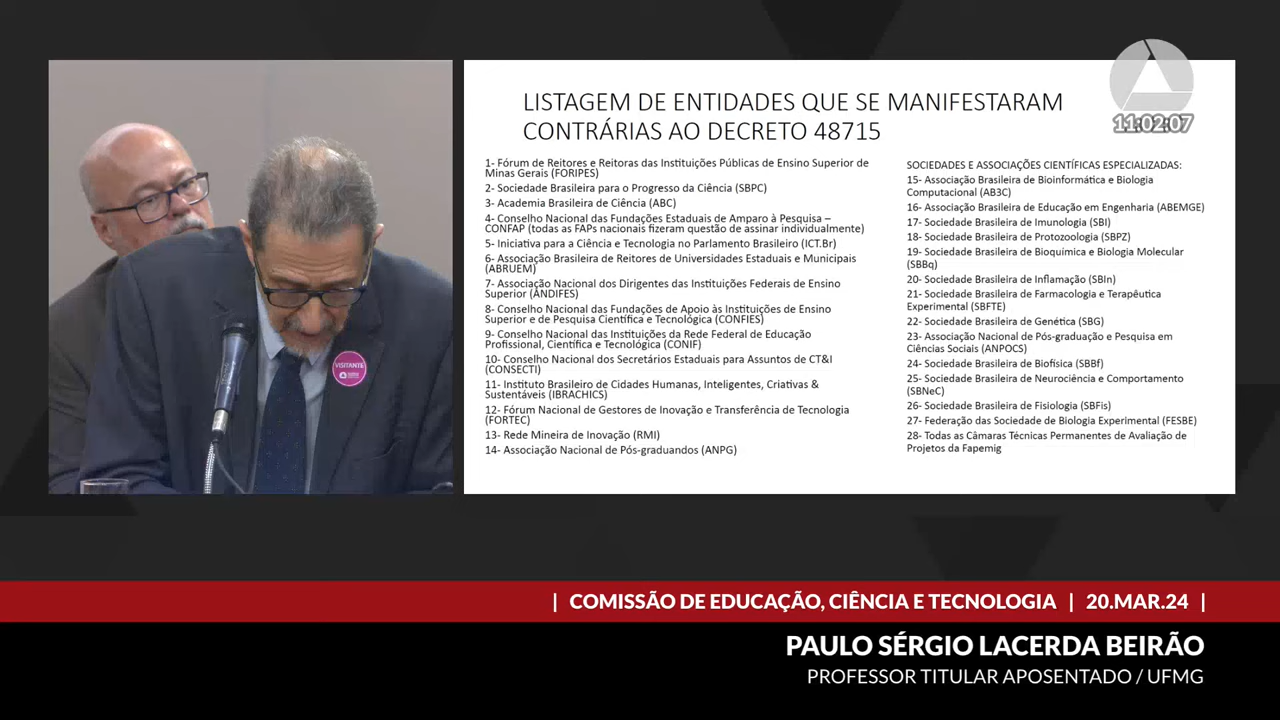 11:02:07
LISTAGEM DE ENTIDADES QUE SE MANIFESTARAM
CONTRÁRIAS AO DECRETO 48715
1- Fórum de Reitores e Reitoras das Instituições Públicas de Ensino Superior de
Minas Gerais (FORIPES)
2- Sociedade Brasileira para o Progresso da Ciência (SBPC)
3- Academia Brasileira de Ciência (ABC)
4- Conselho Nacional das Fundações Estaduais de Amparo à Pesquisa –
CONFAP (todas as FAPs nacionais fizeram questão de assinar individualmente)
5- Iniciativa para a Ciência e Tecnologia no Parlamento Brasileiro (ICT.Br)
6- Associação Brasileira de Reitores de Universidades Estaduais e Municipais
(ABRUEM)
7- Associação Nacional dos Dirigentes das Instituições Federais de Ensino
Superior (ANDIFES)
8- Conselho Nacional das Fundações de Apoio às Instituições de Ensino
Superior e de Pesquisa Científica e Tecnológica (CONFIES)
9- Conselho Nacional das Instituições da Rede Federal de Educação
Profissional, Científica e Tecnológica (CONIF)
10- Conselho Nacional dos Secretários Estaduais para Assuntos de CT&I
(CONSECTI)
11- Instituto Brasileiro de Cidades Humanas, Inteligentes, Criativas &
Sustentáveis (IBRACHICS)
12- Fórum Nacional de Gestores de Inovação e Transferência de Tecnologia
(FORTEC)
13- Rede Mineira de Inovação (RMI)
14- Associação Nacional de Pós-graduandos (ANPG)
SOCIEDADES E ASSOCIAÇÕES CIENTÍFICAS ESPECIALIZADAS:
15- Associação Brasileira de Bioinformática e Biologia
Computacional (AB3C)
16- Associação Brasileira de Educação em Engenharia (ABEMGE)
17- Sociedade Brasileira de Imunologia (SBI)
18- Sociedade Brasileira de Protozoologia (SBPZ)
19- Sociedade Brasileira de Bioquímica e Biologia Molecular
(SBBq)
20- Sociedade Brasileira de Inflamação (SBIn)
21- Sociedade Brasileira de Farmacologia e Terapêutica
Experimental (SBFTE)
22- Sociedade Brasileira de Genética (SBG)
23- Associação Nacional de Pós-graduação e Pesquisa em
Ciências Sociais (ANPOCS)
24- Sociedade Brasileira de Biofísica (SBBf)
25- Sociedade Brasileira de Neurociência e Comportamento
(SBNeC)
26- Sociedade Brasileira de Fisiologia (SBFis)
27- Federação das Sociedade de Biologia Experimental (FESBE)
28- Todas as Câmaras Técnicas Permanentes de Avaliação de
Projetos da Fapemig
VISITANTE
| COMISSÃO DE EDUCAÇÃO, CIÊNCIA E TECNOLOGIA | 20.MAR.24 |
PAULO SÉRGIO LACERDA BEIRÃO
PROFESSOR TITULAR APOSENTADO / UFMG